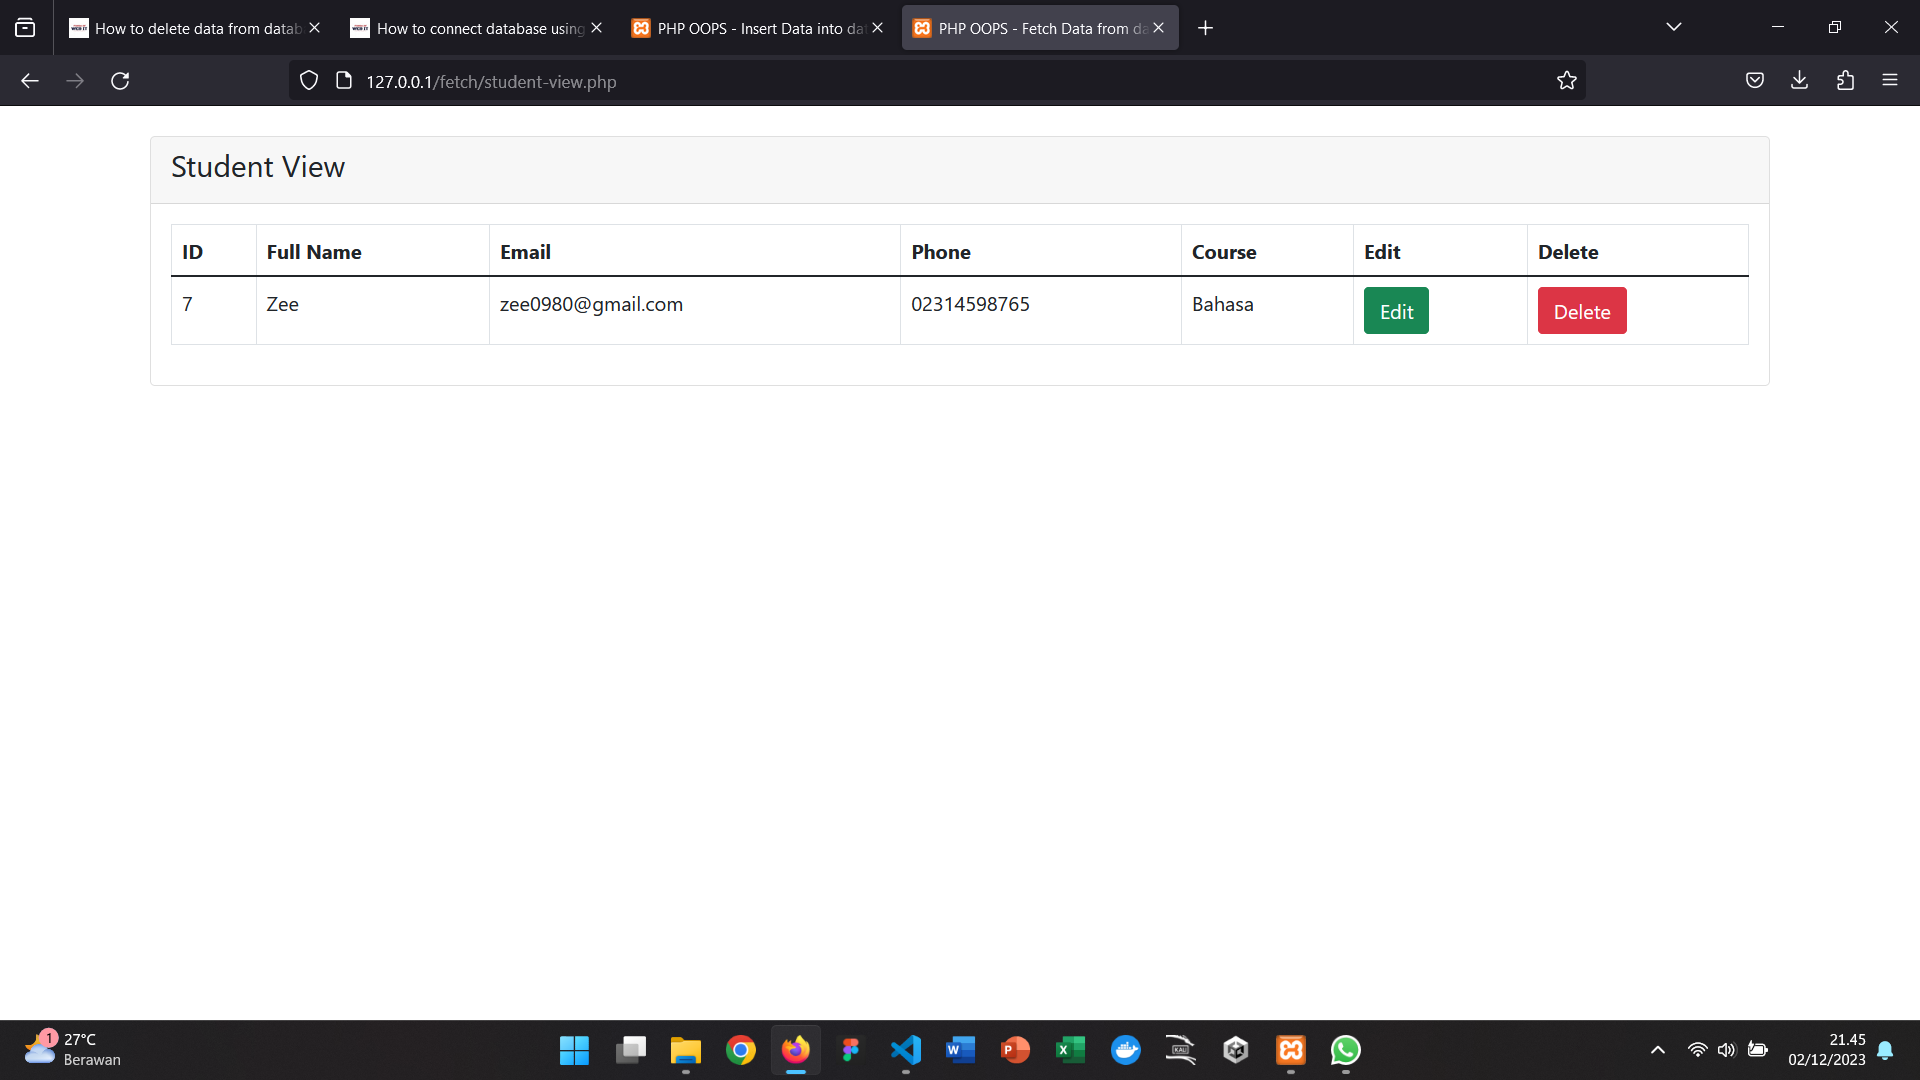 How to delete data from datab
How to connect database using
PHP OOPS - Insert Data into dat
PHP OOPS - Fetch Data from da
127.0.0.1/fetch/student-view.php
Student View
ID Full Name Email Phone Course Edit Delete
7 Zee zee0980@gmail.com 02314598765 Bahasa Edit Delete
1
27°C
Berawan
21.45
02/12/2023